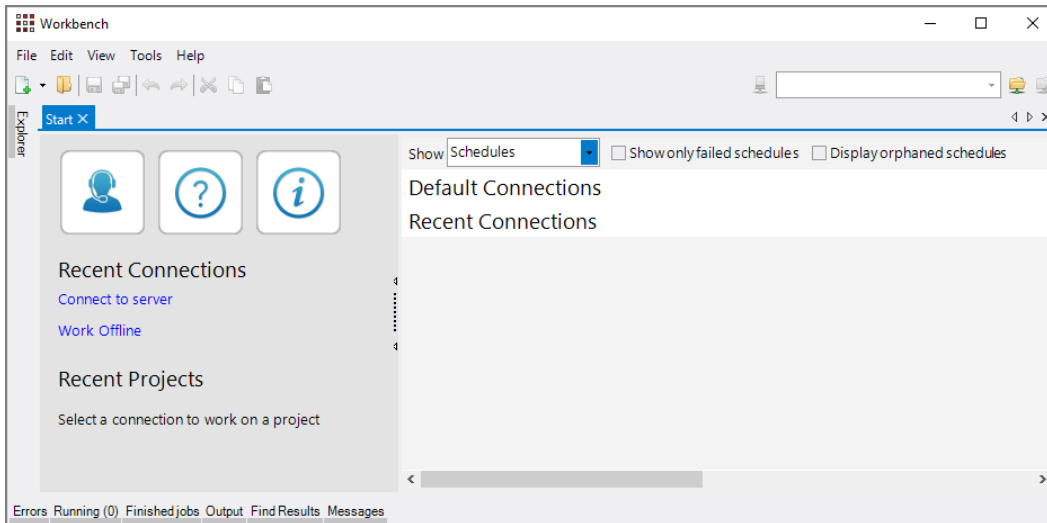 Workbench
File Edit View Tools Help
Explorer
Start
Show Schedules Show only failed schedules Display orphaned schedules
Default Connections
Recent Connections
?
i
Recent Connections
Connect to server
Work Offline
Recent Projects
Select a connection to work on a project
Errors Running (0) Finished jobs Output Find Results Messages